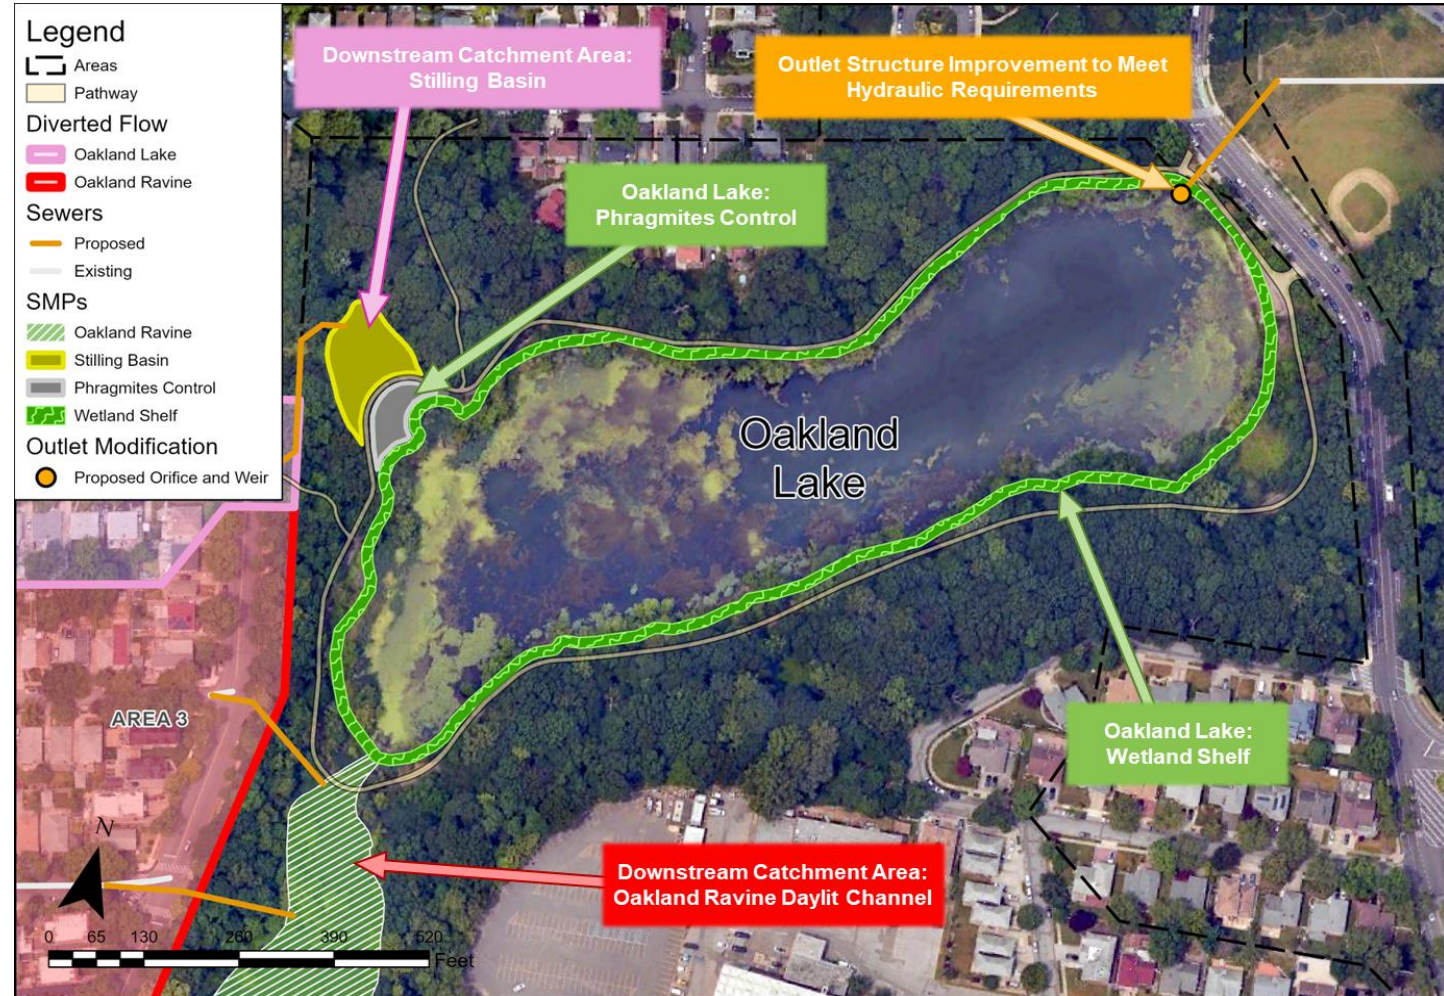 Legend
Areas
Pathway
Diverted Flow
Oakland Lake
Oakland Ravine
Sewers
Proposed
Existing
SMPs
Oakland Ravine
Stilling Basin
Phragmites Control
Wetland Shelf
Outlet Modification
Proposed Orifice and Weir
Downstream Catchment Area:
Stilling Basin
Outlet Structure Improvement to Meet
Hydraulic Requirements
Oakland Lake:
Phragmites Control
Oakland
Lake
AREA 3
Oakland Lake:
Wetland Shelf
Downstream Catchment Area:
Oakland Ravine Daylit Channel
N
0 65 130 260 390 520
Feet